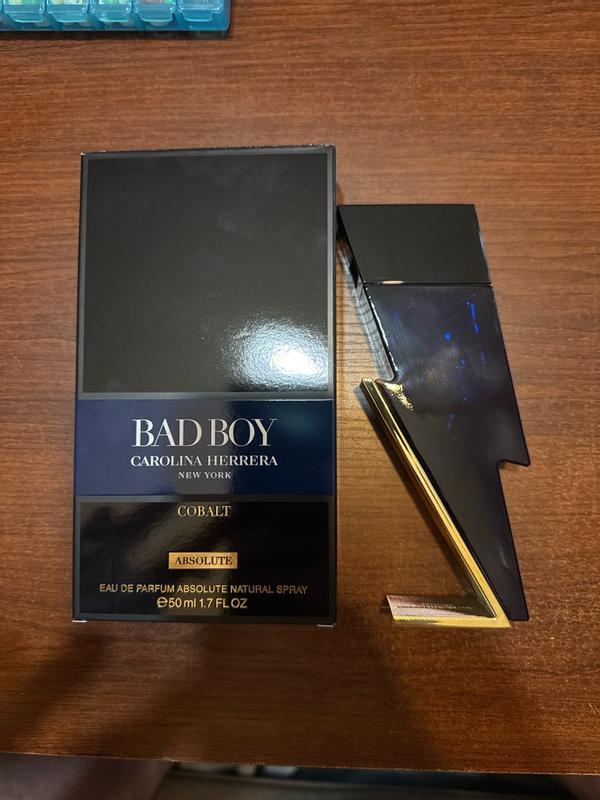 BAD BOY
CAROLINA HERRERA
NEW YORK
COBALT
ABSOLUTE
EAU DE PARFUM ABSOLUTE NATURAL SPRAY
℮50 ml 1.7 FL OZ